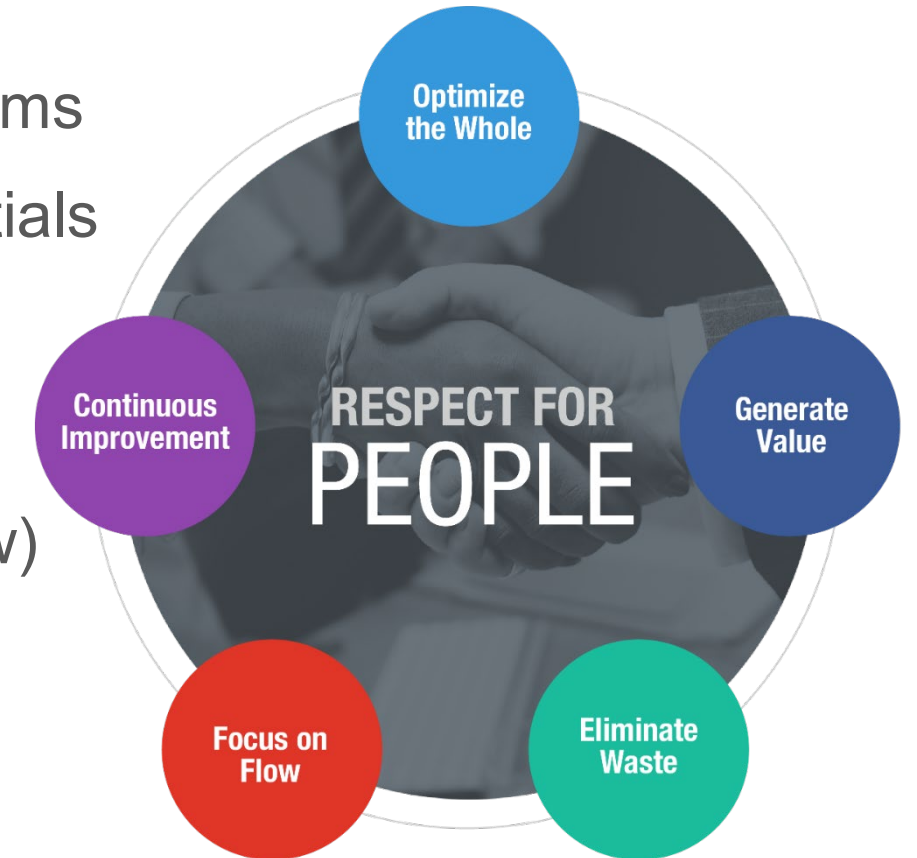 ms
tials
w)
Optimize
the Whole
Continuous
Improvement
RESPECT FOR
PEOPLE
Generate
Value
Focus on
Flow
Eliminate
Waste